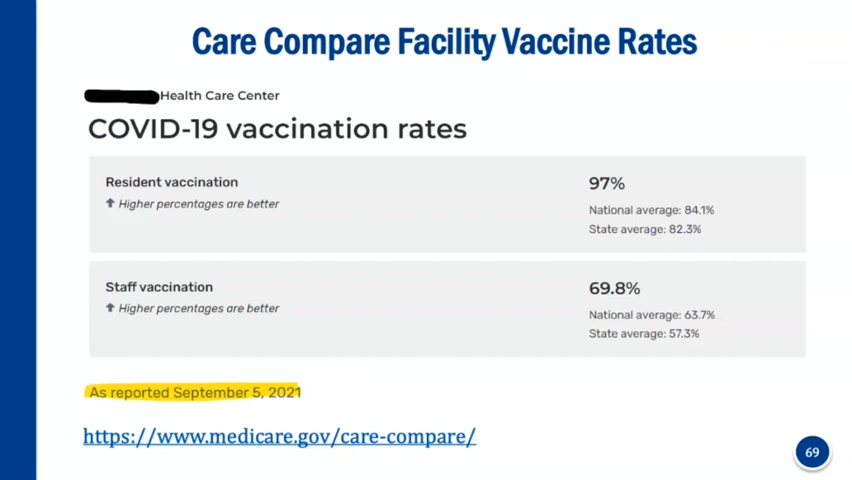 Care Compare Facility Vaccine Rates
Health Care Center
COVID-19 vaccination rates
Resident vaccination
Higher percentages are better
97%
National average: 84.1%
State average: 82.3%
Staff vaccination
Higher percentages are better
69.8%
National average: 63.7%
State average: 57.3%
As reported September 5, 2021
https://www.medicare.gov/care-compare/
69